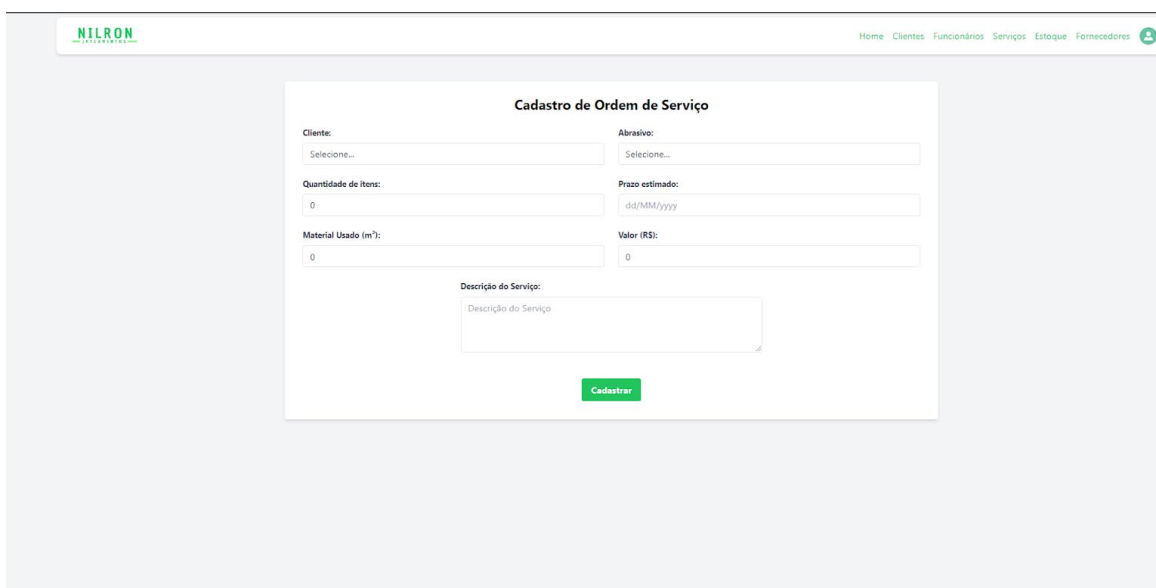 NILRON
JATEAMENTOS
Home Clientes Funcionários Serviços Estoque Fornecedores
Cadastro de Ordem de Serviço
Cliente: Abrasivo:
Selecione... Selecione...
Quantidade de itens: Prazo estimado:
0 dd/MM/yyyy
Material Usado (m²): Valor (R$):
0 0
Descrição do Serviço:
Descrição do Serviço
Cadastrar